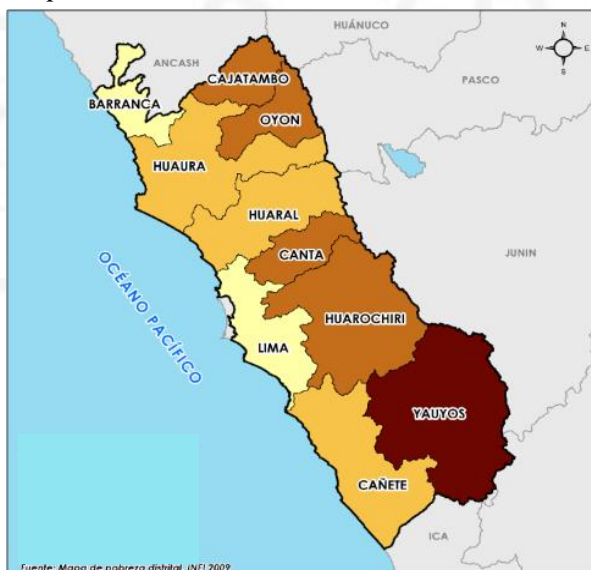 HUÁNUCO
N
W
E
S
ANCASH
PASCO
CAJATAMBO
BARRANCA
OYON
HUAURA
HUARAL
CANTA
JUNIN
OCÉANO PACÍFICO
HUAROCHIRI
LIMA
YAUYOS
CAÑETE
ICA
Fuente: Mapa de pobreza distrital. INEI 2009